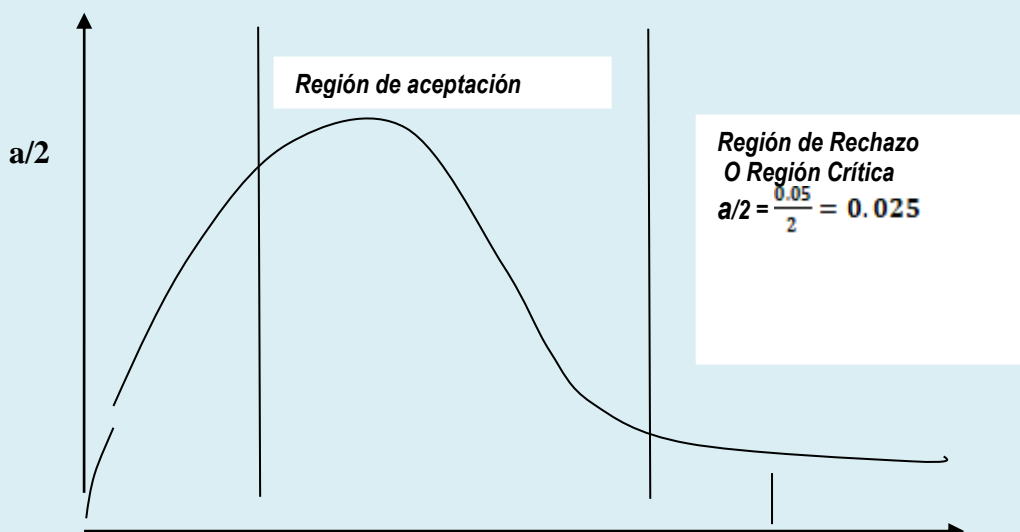 Región de aceptación
a/2
Región de Rechazo
O Región Crítica
a/2 = 0.05/2 = 0.025